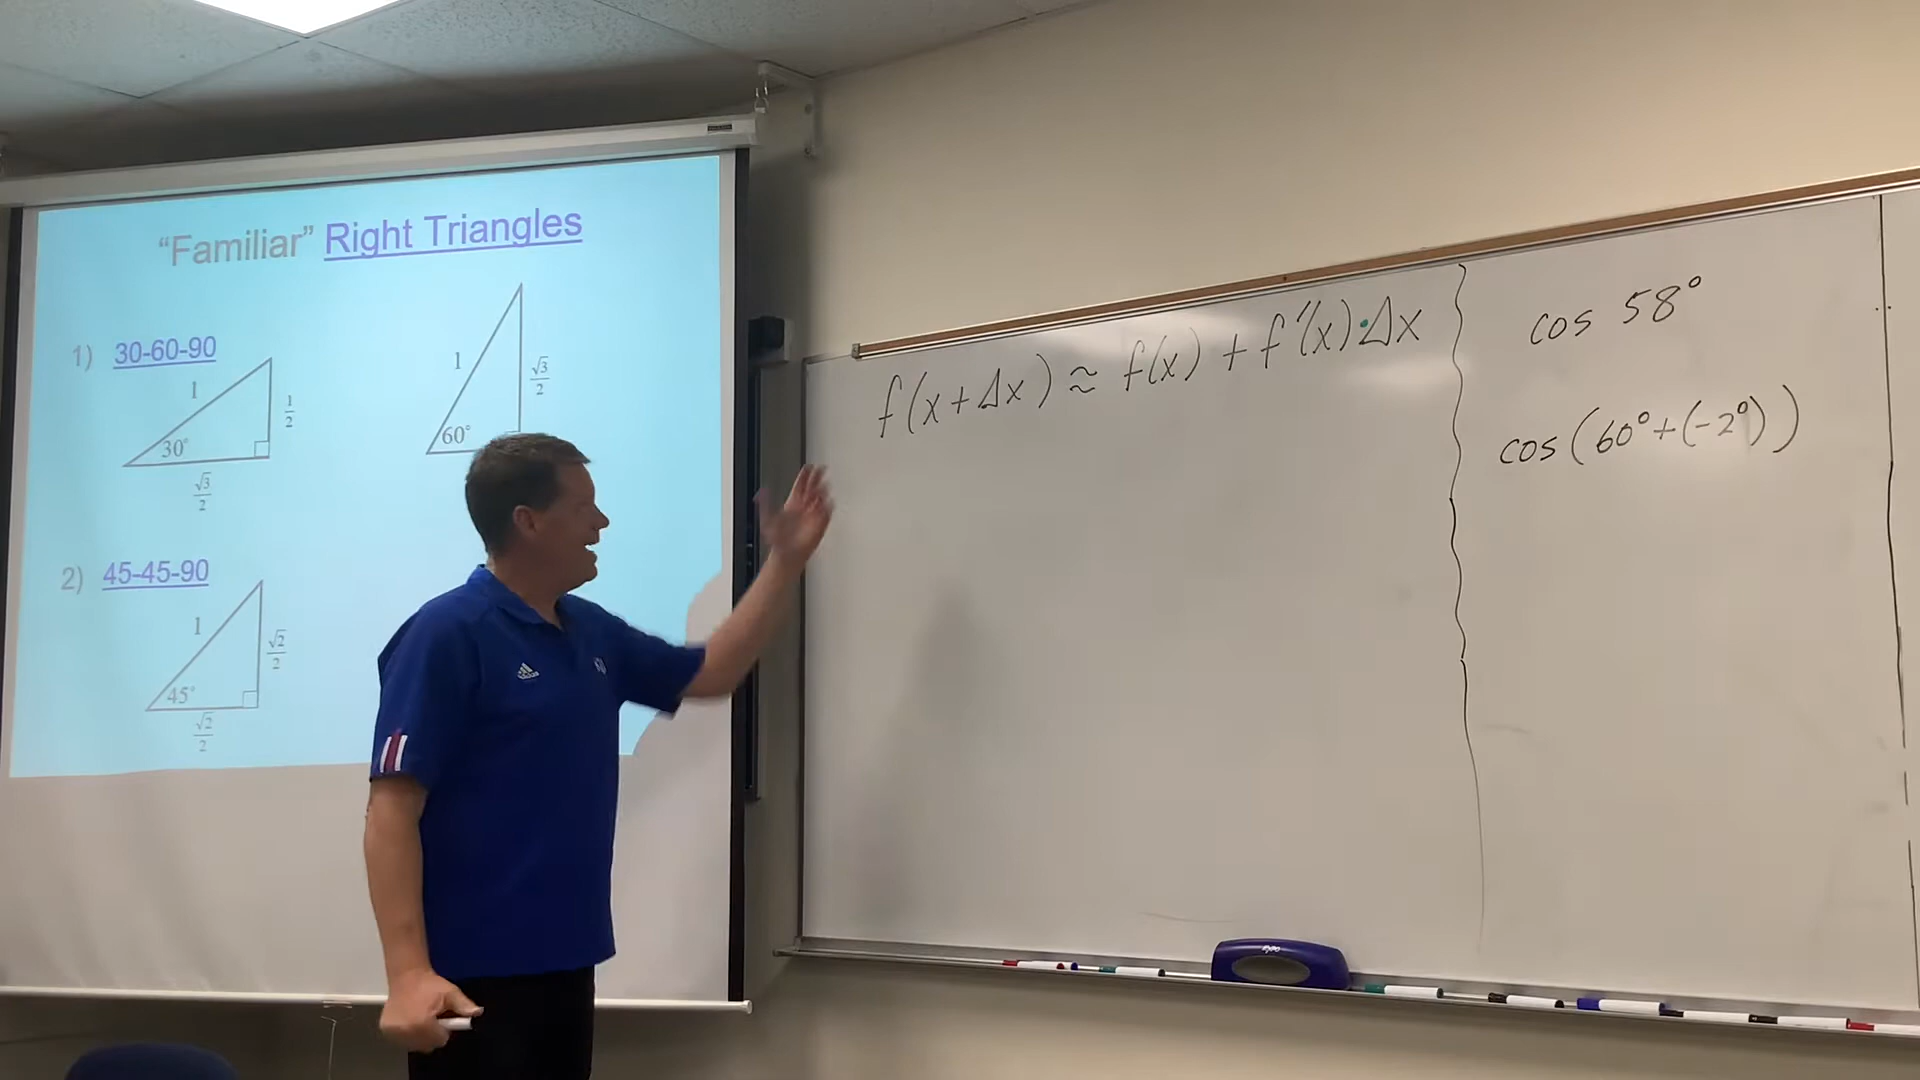 “Familiar” Right Triangles
1) 30-60-90
1
1/2
30°
√3/2
1
√3/2
60°
2) 45-45-90
1
√2/2
45°
√2/2
f(x+Δx) ≈ f(x) + f'(x)·Δx
cos 58°
cos(60°+(-2°))
expo